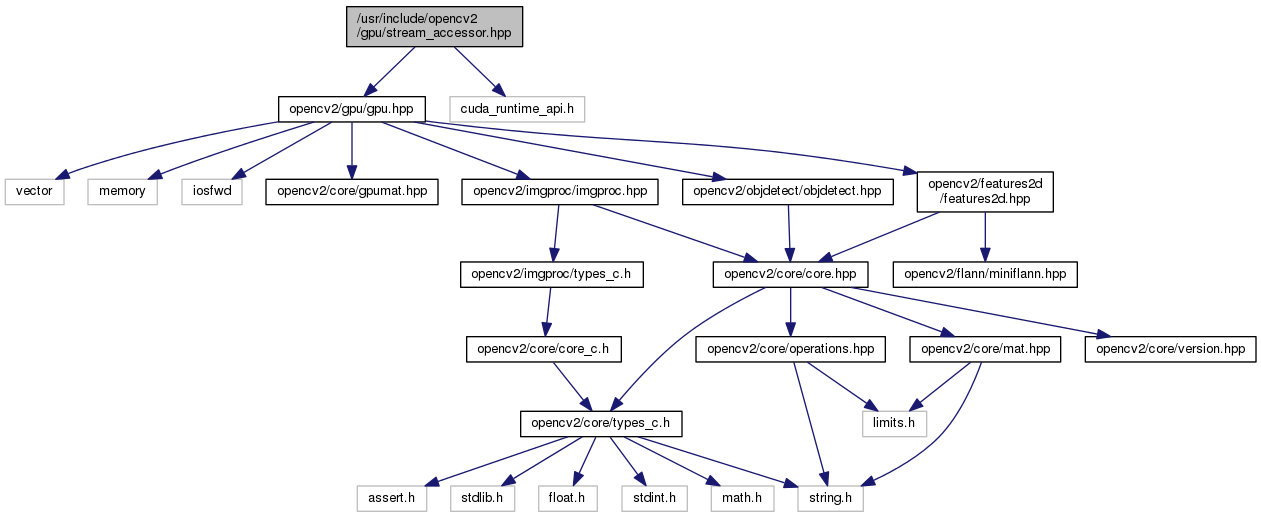 /usr/include/opencv2
/gpu/stream_accessor.hpp
opencv2/gpu/gpu.hpp
cuda_runtime_api.h
vector
memory
iosfwd
opencv2/core/gpumat.hpp
opencv2/imgproc/imgproc.hpp
opencv2/objdetect/objdetect.hpp
opencv2/features2d
/features2d.hpp
opencv2/imgproc/types_c.h
opencv2/core/core.hpp
opencv2/flann/miniflann.hpp
opencv2/core/core_c.h
opencv2/core/operations.hpp
opencv2/core/mat.hpp
opencv2/core/version.hpp
opencv2/core/types_c.h
limits.h
assert.h
stdlib.h
float.h
stdint.h
math.h
string.h